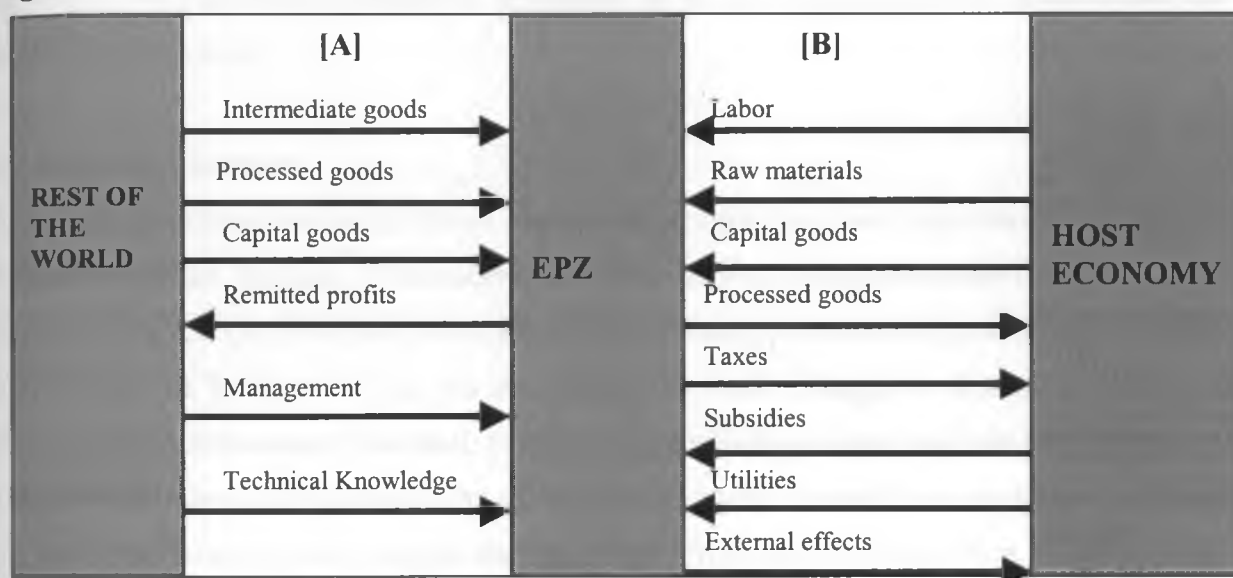 [A]
[B]
Intermediate goods
Labor
Processed goods
Raw materials
REST OF
THE
WORLD
Capital goods
Capital goods
EPZ
HOST
ECONOMY
Remitted profits
Processed goods
Taxes
Management
Subsidies
Technical Knowledge
Utilities
External effects